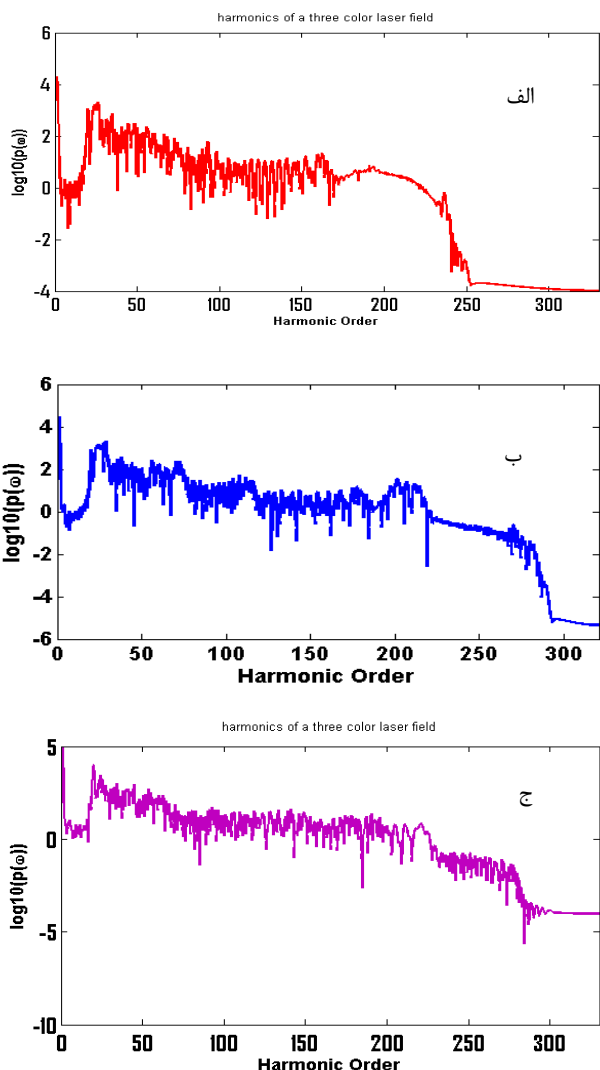 harmonics of a three color laser field
6
4
2
0
-2
-4
log10(p(ω))
الف
0 50 100 150 200 250 300
Harmonic Order
6
4
2
0
-2
-4
-6
log10(p(ω))
ب
0 50 100 150 200 250 300
Harmonic Order
harmonics of a three color laser field
5
0
-5
-10
log10(p(ω))
ج
0 50 100 150 200 250 300
Harmonic Order